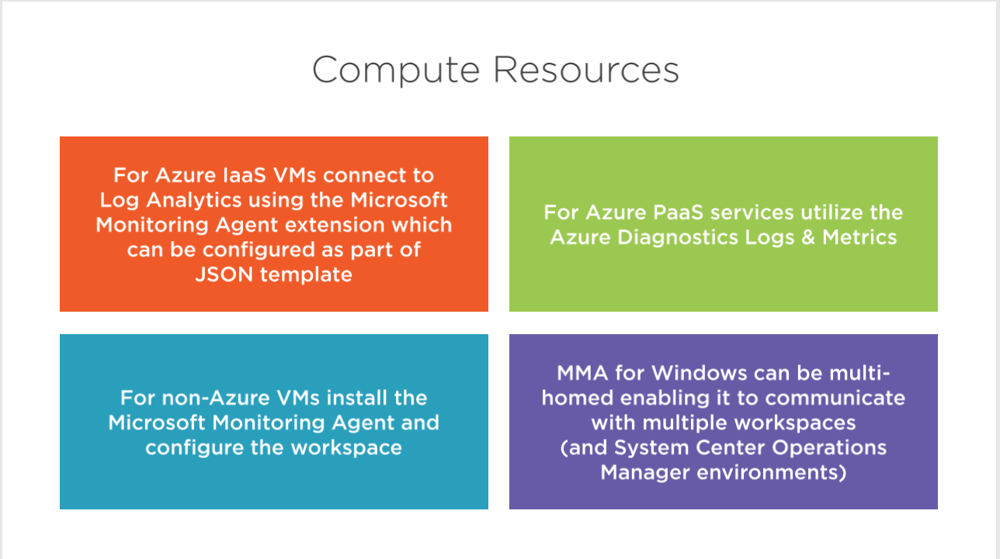 Compute Resources
For Azure IaaS VMs connect to
Log Analytics using the Microsoft
Monitoring Agent extension which
can be configured as part of
JSON template
For Azure PaaS services utilize the
Azure Diagnostics Logs & Metrics
For non-Azure VMs install the
Microsoft Monitoring Agent and
configure the workspace
MMA for Windows can be multi-
homed enabling it to communicate
with multiple workspaces
(and System Center Operations
Manager environments)